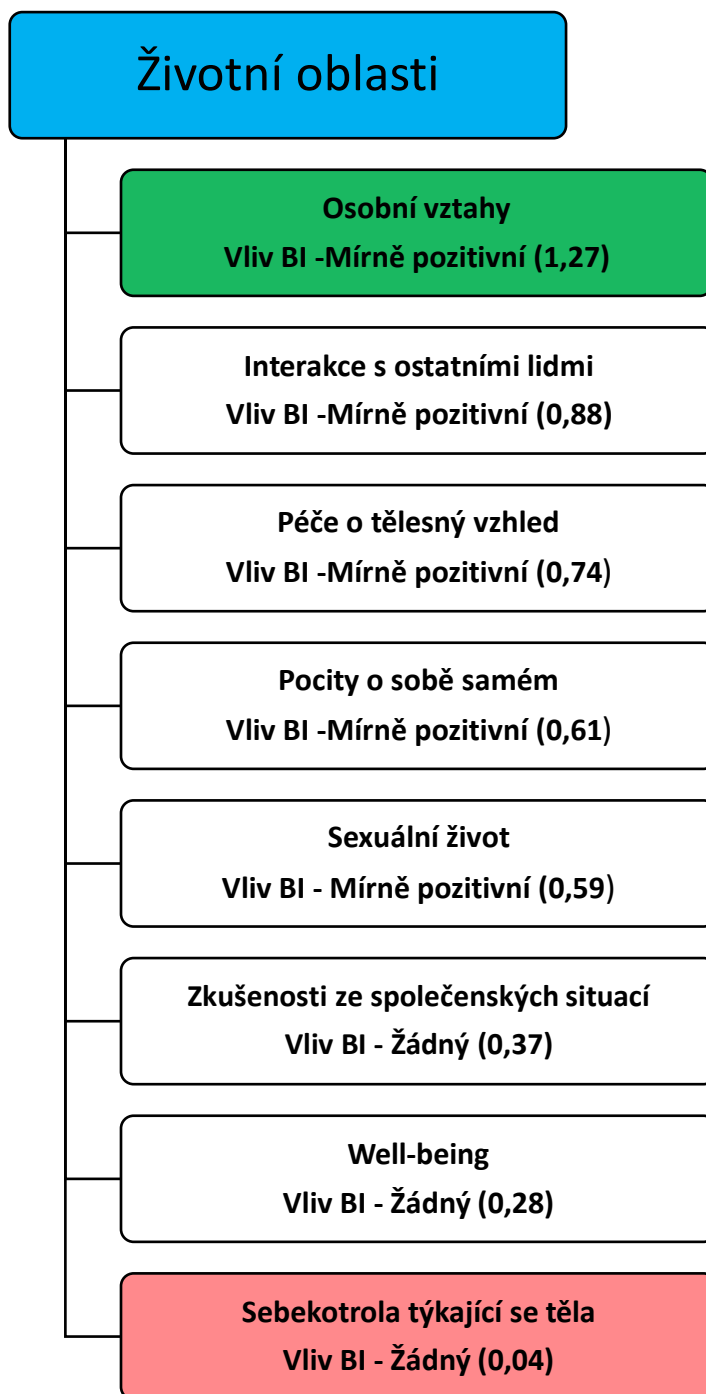 Životní oblasti
Osobní vztahy
Vliv BI -Mírně pozitivní (1,27)
Interakce s ostatními lidmi
Vliv BI -Mírně pozitivní (0,88)
Péče o tělesný vzhled
Vliv BI -Mírně pozitivní (0,74)
Pocity o sobě samém
Vliv BI -Mírně pozitivní (0,61)
Sexuální život
Vliv BI - Mírně pozitivní (0,59)
Zkušenosti ze společenských situací
Vliv BI - Žádný (0,37)
Well-being
Vliv BI - Žádný (0,28)
Sebekotrola týkající se těla
Vliv BI - Žádný (0,04)